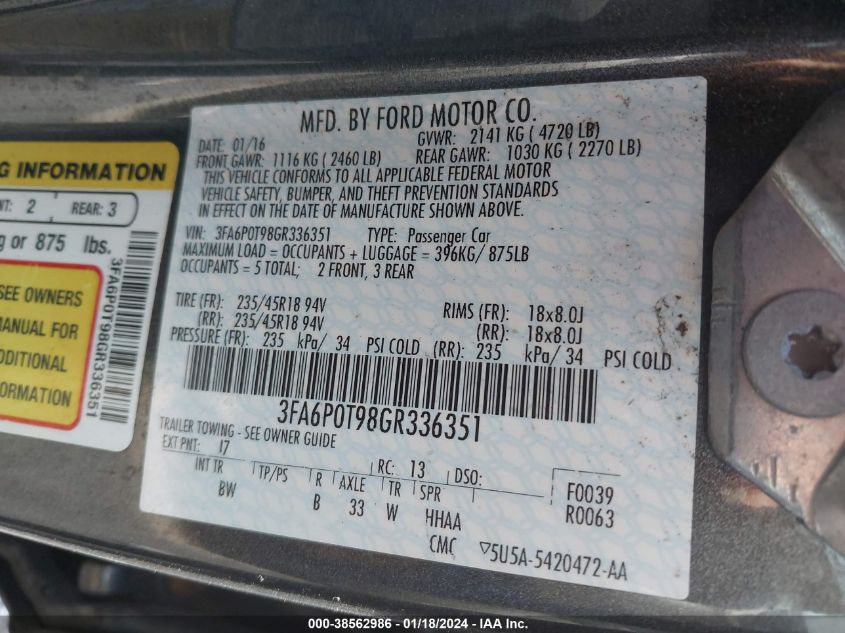 MFD. BY FORD MOTOR CO.
DATE: 01/16 GVWR: 2141 KG ( 4720 LB)
FRONT GAWR: 1116 KG ( 2460 LB) REAR GAWR: 1030 KG ( 2270 LB)
THIS VEHICLE CONFORMS TO ALL APPLICABLE FEDERAL MOTOR
VEHICLE SAFETY, BUMPER, AND THEFT PREVENTION STANDARDS
IN EFFECT ON THE DATE OF MANUFACTURE SHOWN ABOVE.
VIN: 3FA6P0T98GR336351 TYPE: Passenger Car
MAXIMUM LOAD = OCCUPANTS + LUGGAGE = 396KG/ 875LB
OCCUPANTS = 5 TOTAL; 2 FRONT, 3 REAR
TIRE (FR): 235/45R18 94V RIMS (FR): 18x8.0J
(RR): 235/45R18 94V (RR): 18x8.0J
PRESSURE (FR): 235 kPa/ 34 PSI COLD (RR): 235 kPa/ 34 PSI COLD
3FA6P0T98GR336351
TRAILER TOWING - SEE OWNER GUIDE
EXT PNT: I7 RC: 13 DSO:
INT TR TP/PS R AXLE TR SPR F0039
BW B 33 W HHAA R0063
CMC ▽5U5A-5420472-AA
INFORMATION
2 REAR: 3
or 875 lbs.
SEE OWNERS
MANUAL FOR
3FA6P0T98GR336351
000-38562986 - 01/18/2024 - IAA Inc.